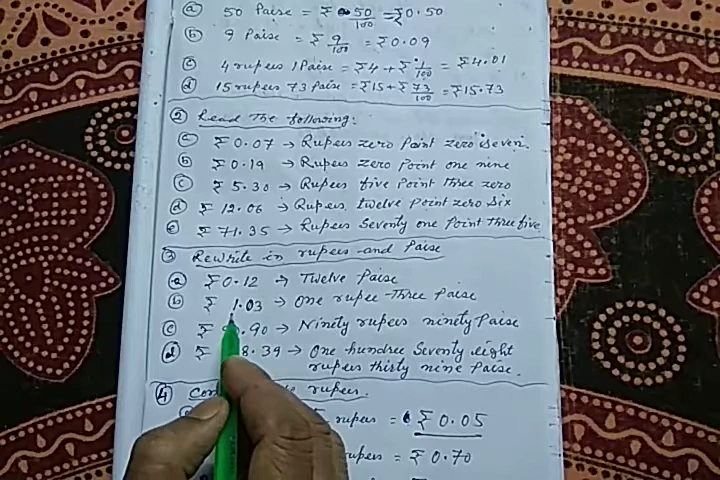 (a) 50 Paise = ₹ 50/100 = ₹0.50
(b) 9 Paise = ₹ 9/100 = ₹0.09
(c) 4 rupees 1 Paise = ₹4 + ₹ 1/100 = ₹4.01
(d) 15 rupees 73 Paise = ₹15 + ₹ 73/100 = ₹15.73
(2) Read The following:
(a) ₹ 0.07 → Rupees zero Point zero seven.
(b) ₹ 0.19 → Rupees zero Point one nine
(c) ₹ 5.30 → Rupees five Point Three zero
(d) ₹ 12.06 → Rupees twelve Point zero Six
(e) ₹ 71.35 → Rupees Seventy one Point Three five
(3) Rewrite in rupees and Paise
(a) ₹0.12 → Twelve Paise
(b) ₹ 1.03 → One rupee Three Paise
(c) ₹ .90 → Ninety rupees ninety Paise
(d) ₹ 8.39 → One hundree Seventy eight
rupees thirty nine Paise.
(4) rupees.
rupees = ₹ 0.05
= ₹ 0.70